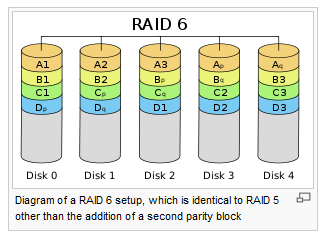 RAID 6
A1 A2 A3 Ap Aq
B1 B2 Bp Bq B3
C1 Cp Cq C2 C3
Dp Dq D1 D2 D3
Disk 0 Disk 1 Disk 2 Disk 3 Disk 4
Diagram of a RAID 6 setup, which is identical to RAID 5
other than the addition of a second parity block